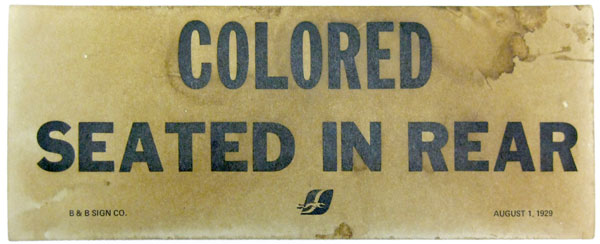 COLORED
SEATED IN REAR
B & B SIGN CO.
AUGUST 1, 1929